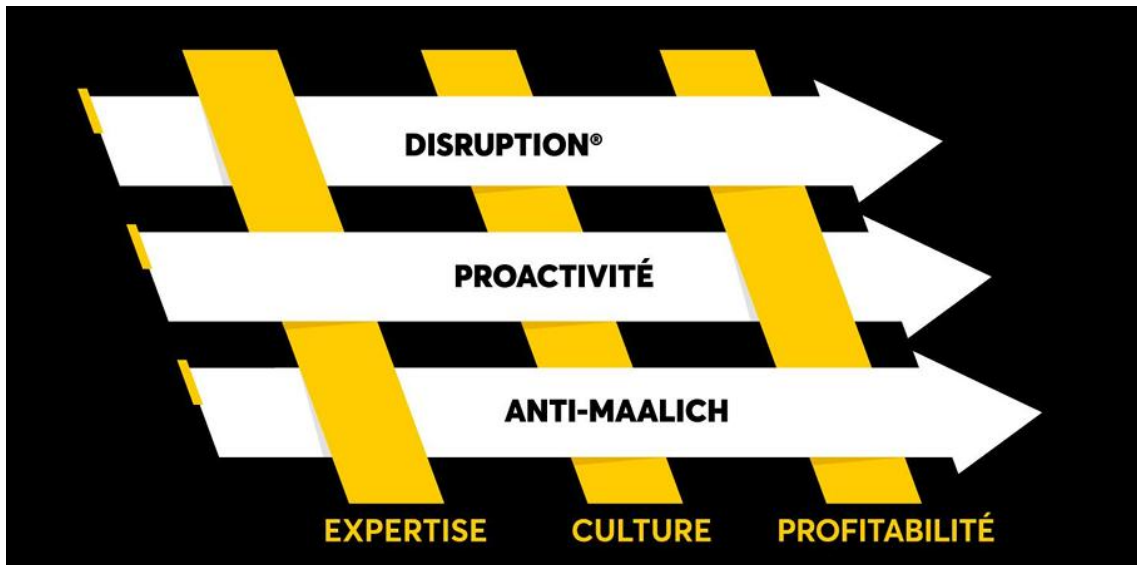 DISRUPTION®
PROACTIVITÉ
ANTI-MAALICH
EXPERTISE CULTURE PROFITABILITÉ